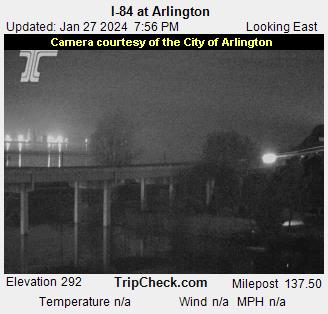 I-84 at Arlington
Updated: Jan 27 2024 7:56 PM Looking East
Camera courtesy of the City of Arlington
Elevation 292 TripCheck.com Milepost 137.50
Temperature n/a Wind n/a MPH n/a